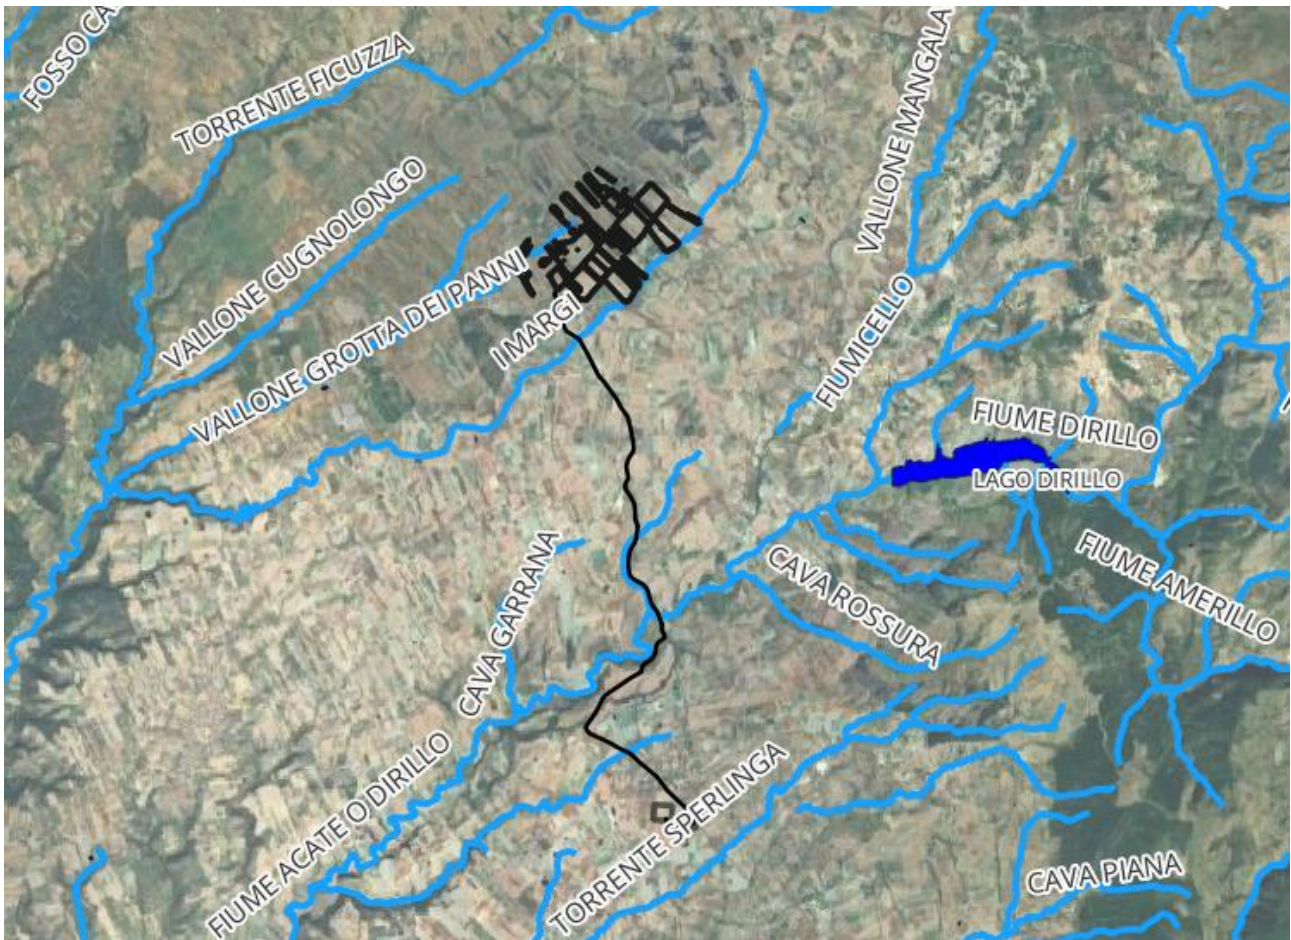 FOSSO CA
TORRENTE FICUZZA
VALLONE MANGALA
VALLONE CUGNOLONGO
VALLONE GROTTA DEI PANNI
I MARGI
FIUMICELLO
FIUME DIRILLO
LAGO DIRILLO
CAVA GARRANA
CAVA ROSSURA
FIUME AMERILLO
FIUME ACATE O DIRILLO
TORRENTE SPERLINGA
CAVA PIANA